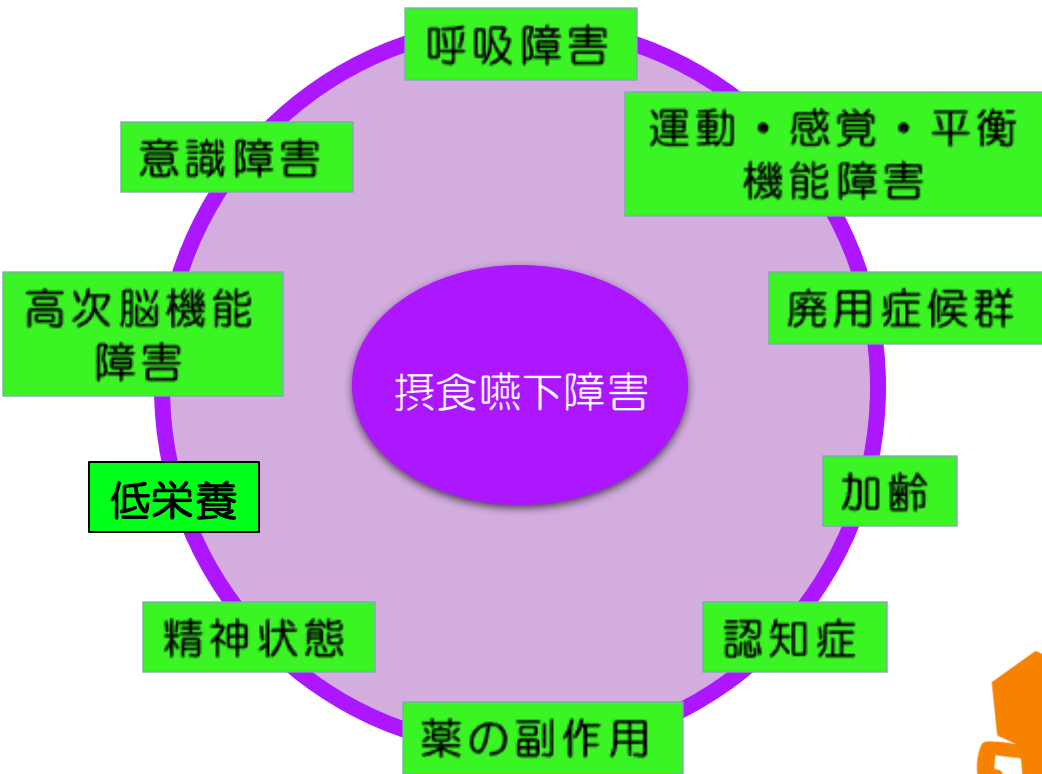 呼吸障害
運動・感覚・平衡
機能障害
意識障害
高次脳機能
障害
廃用症候群
摂食嚥下障害
低栄養
加齢
精神状態
認知症
薬の副作用